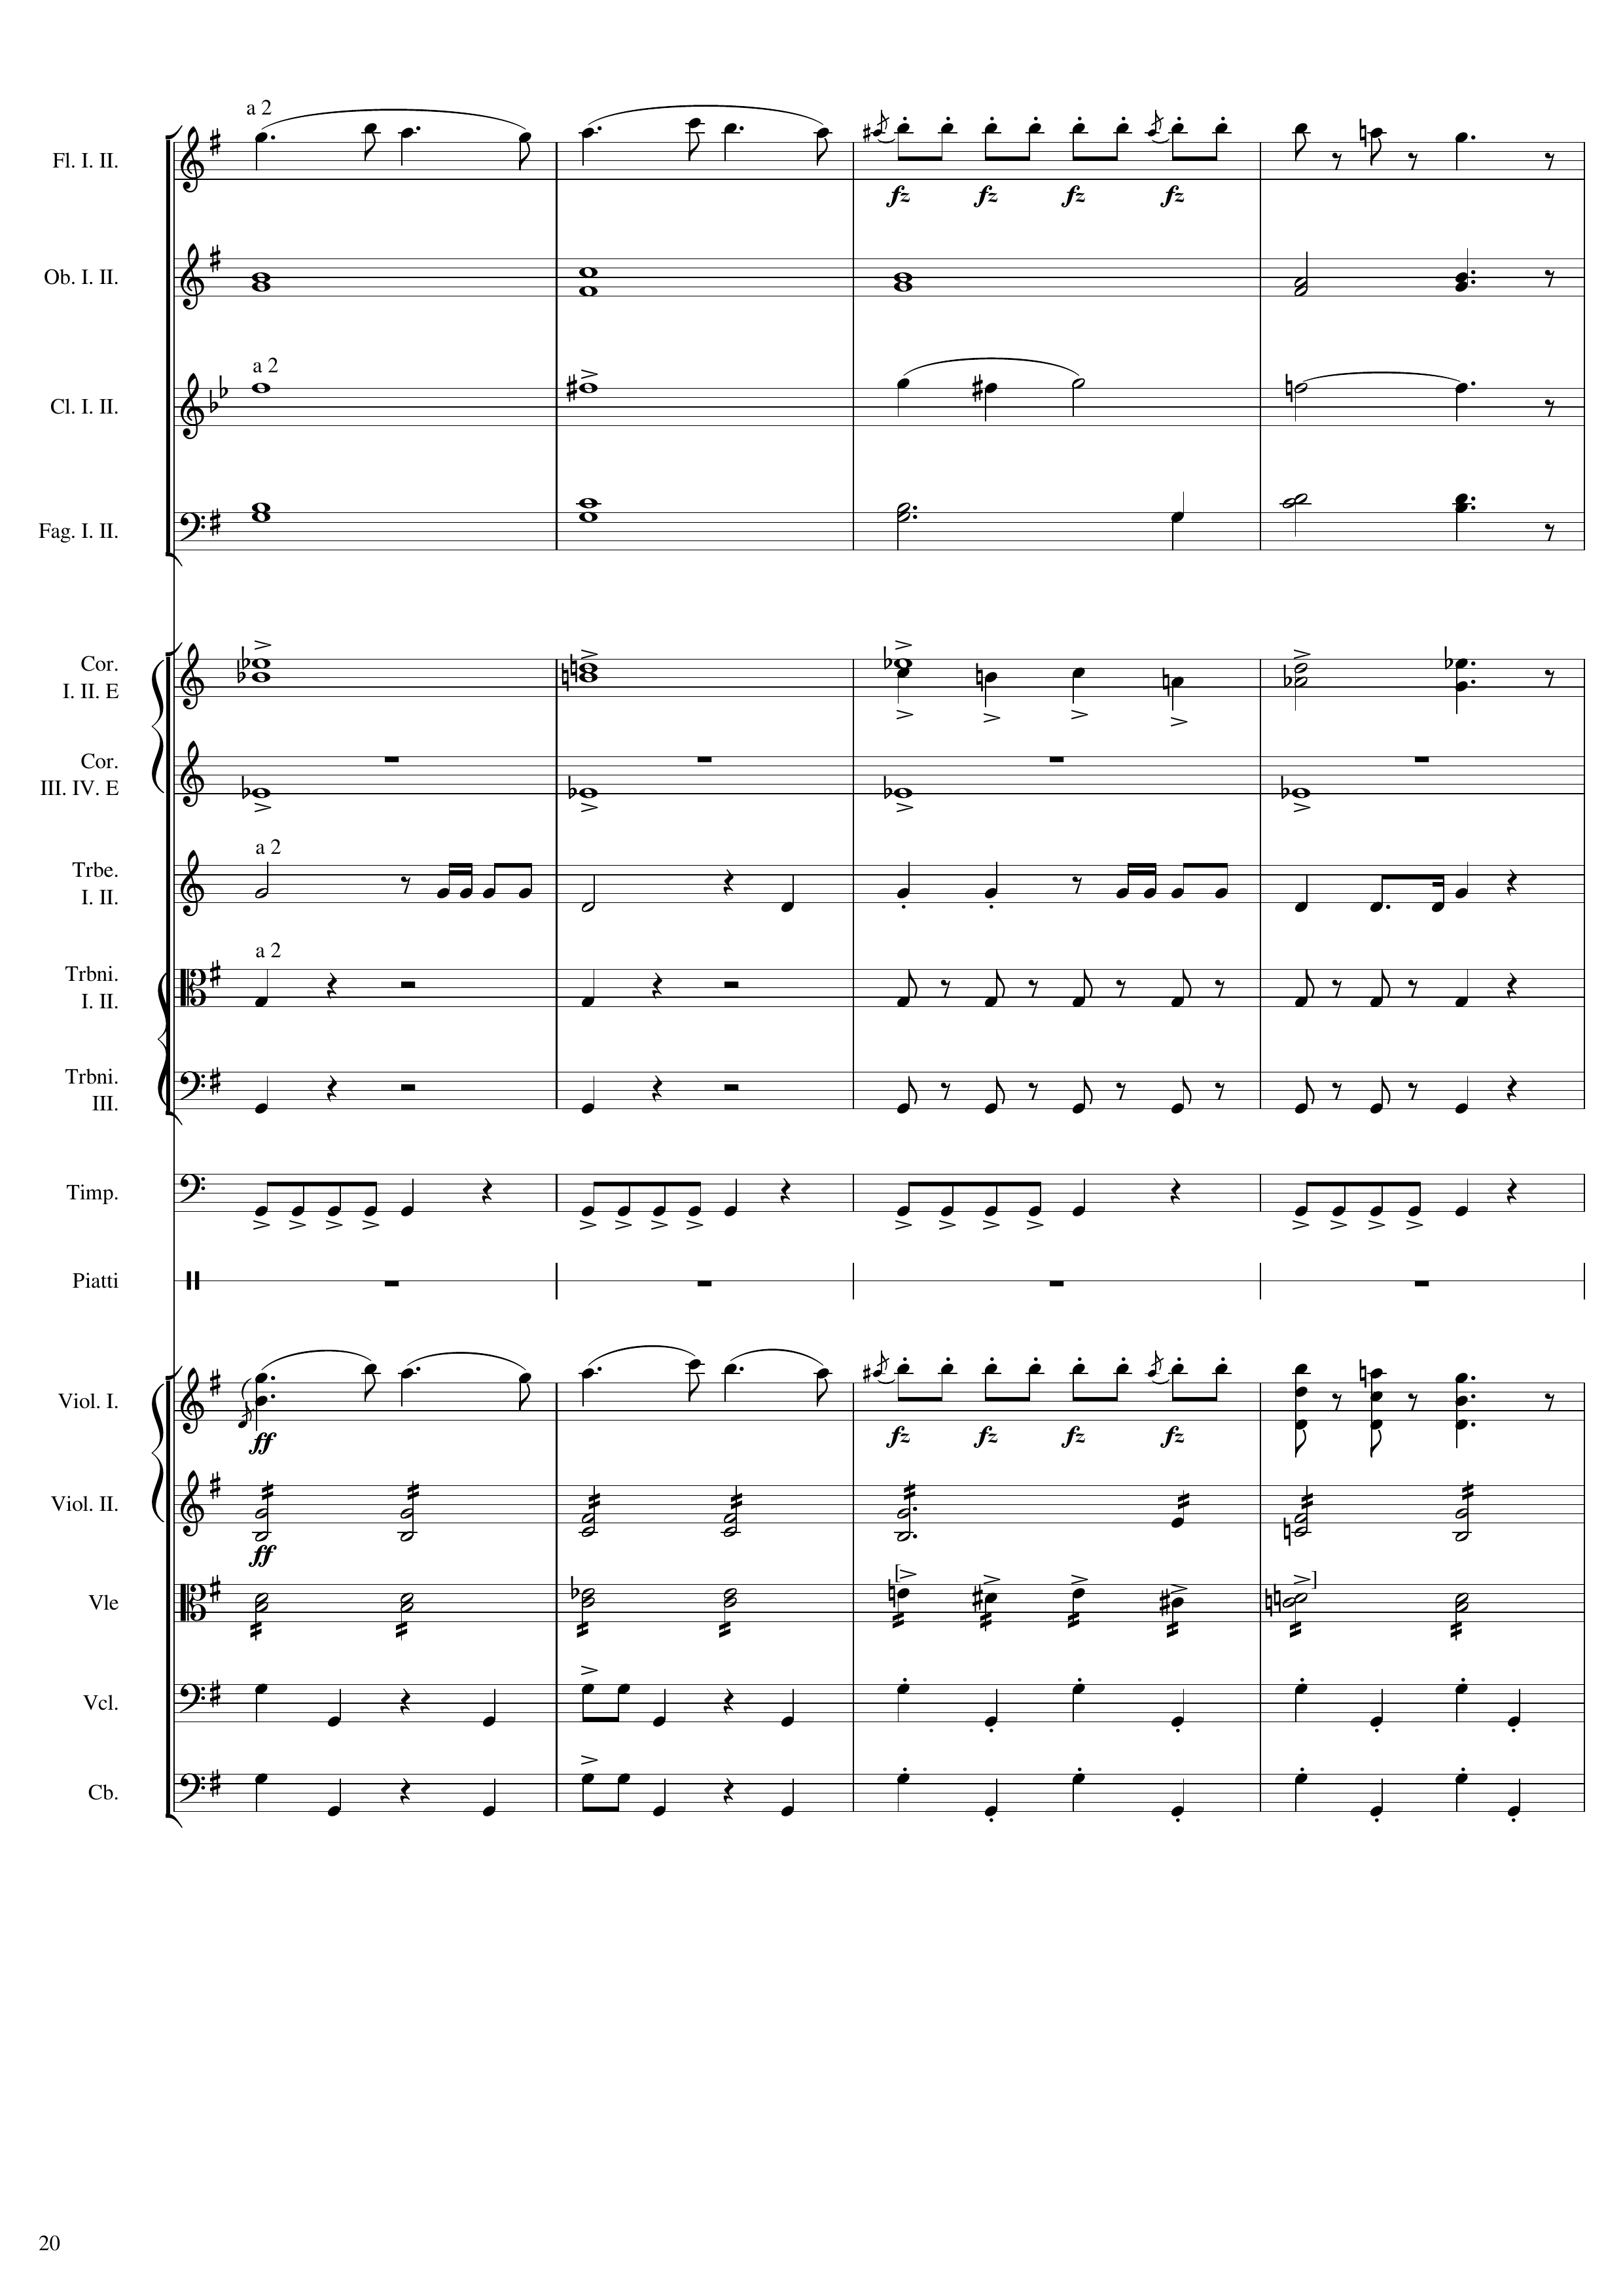 a 2
Fl. I. II.
fz fz fz fz
Ob. I. II.
a 2
Cl. I. II.
Fag. I. II.
Cor.
I. II. E
Cor.
III. IV. E
a 2
Trbe.
I. II.
a 2
Trbni.
I. II.
Trbni.
III.
Timp.
Piatti
Viol. I.
ff fz fz fz fz
Viol. II.
ff
[ ]
Vle
Vcl.
Cb.
20